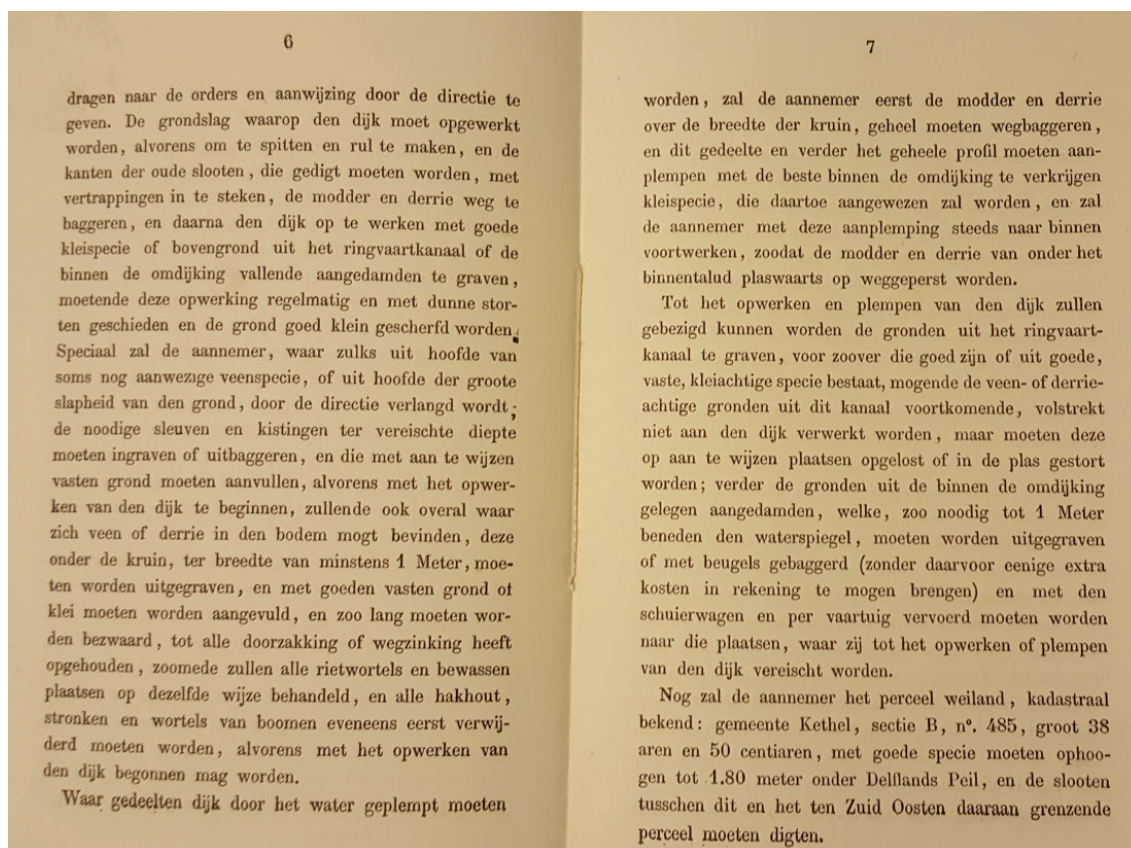 6
dragen naar de orders en aanwijzing door de directie te
geven. De grondslag waarop den dijk moet opgewerkt
worden, alvorens om te spitten en rul te maken, en de
kanten der oude slooten, die gedigt moeten worden, met
vertrappingen in te steken, de modder en derrie weg te
baggeren, en daarna den dijk op te werken met goede
kleispecie of bovengrond uit het ringvaartkanaal of de
binnen de omdijking vallende aangedamden te graven,
moetende deze opwerking regelmatig en met dunne stor-
ten geschieden en de grond goed klein gescherfd worden.
Speciaal zal de aannemer, waar zulks uit hoofde van
soms nog aanwezige veenspecie, of uit hoofde der groote
slapheid van den grond, door de directie verlangd wordt;
de noodige sleuven en kistingen ter vereischte diepte
moeten ingraven of uitbaggeren, en die met aan te wijzen
vasten grond moeten aanvullen, alvorens met het opwer-
ken van den dijk te beginnen, zullende ook overal waar
zich veen of derrie in den bodem mogt bevinden, deze
onder de kruin, ter breedte van minstens 1 Meter, moe-
ten worden uitgegraven, en met goeden vasten grond of
klei moeten worden aangevuld, en zoo lang moeten wor-
den bezwaard, tot alle doorzakking of wegzinking heeft
opgehouden, zoomede zullen alle rietwortels en bewassen
plaatsen op dezelfde wijze behandeld, en alle hakhout,
stronken en wortels van boomen eveneens eerst verwij-
derd moeten worden, alvorens met het opwerken van
den dijk begonnen mag worden.
Waar gedeelten dijk door het water geplempt moeten
7
worden, zal de aannemer eerst de modder en derrie
over de breedte der kruin, geheel moeten wegbaggeren,
en dit gedeelte en verder het geheele profil moeten aan-
plempen met de beste binnen de omdijking te verkrijgen
kleispecie, die daartoe aangewezen zal worden, en zal
de aannemer met deze aanplemping steeds naar binnen
voortwerken, zoodat de modder en derrie van onder het
binnentalud plaswaarts op weggeperst worden.
Tot het opwerken en plempen van den dijk zullen
gebezigd kunnen worden de gronden uit het ringvaart-
kanaal te graven, voor zoover die goed zijn of uit goede,
vaste, kleiachtige specie bestaat, mogende de veen- of derrie-
achtige gronden uit dit kanaal voortkomende, volstrekt
niet aan den dijk verwerkt worden, maar moeten deze
op aan te wijzen plaatsen opgelost of in de plas gestort
worden; verder de gronden uit de binnen de omdijking
gelegen aangedamden, welke, zoo noodig tot 1 Meter
beneden den waterspiegel, moeten worden uitgegraven
of met beugels gebaggerd (zonder daarvoor eenige extra
kosten in rekening te mogen brengen) en met den
schuierwagen en per vaartuig vervoerd moeten worden
naar die plaatsen, waar zij tot het opwerken of plempen
van den dijk vereischt worden.
Nog zal de aannemer het perceel weiland, kadastraal
bekend: gemeente Kethel, sectie B, n°. 485, groot 38
aren en 50 centiaren, met goede specie moeten ophoo-
gen tot 1.80 meter onder Delflands Peil, en de slooten
tusschen dit en het ten Zuid Oosten daaraan grenzende
perceel moeten digten.